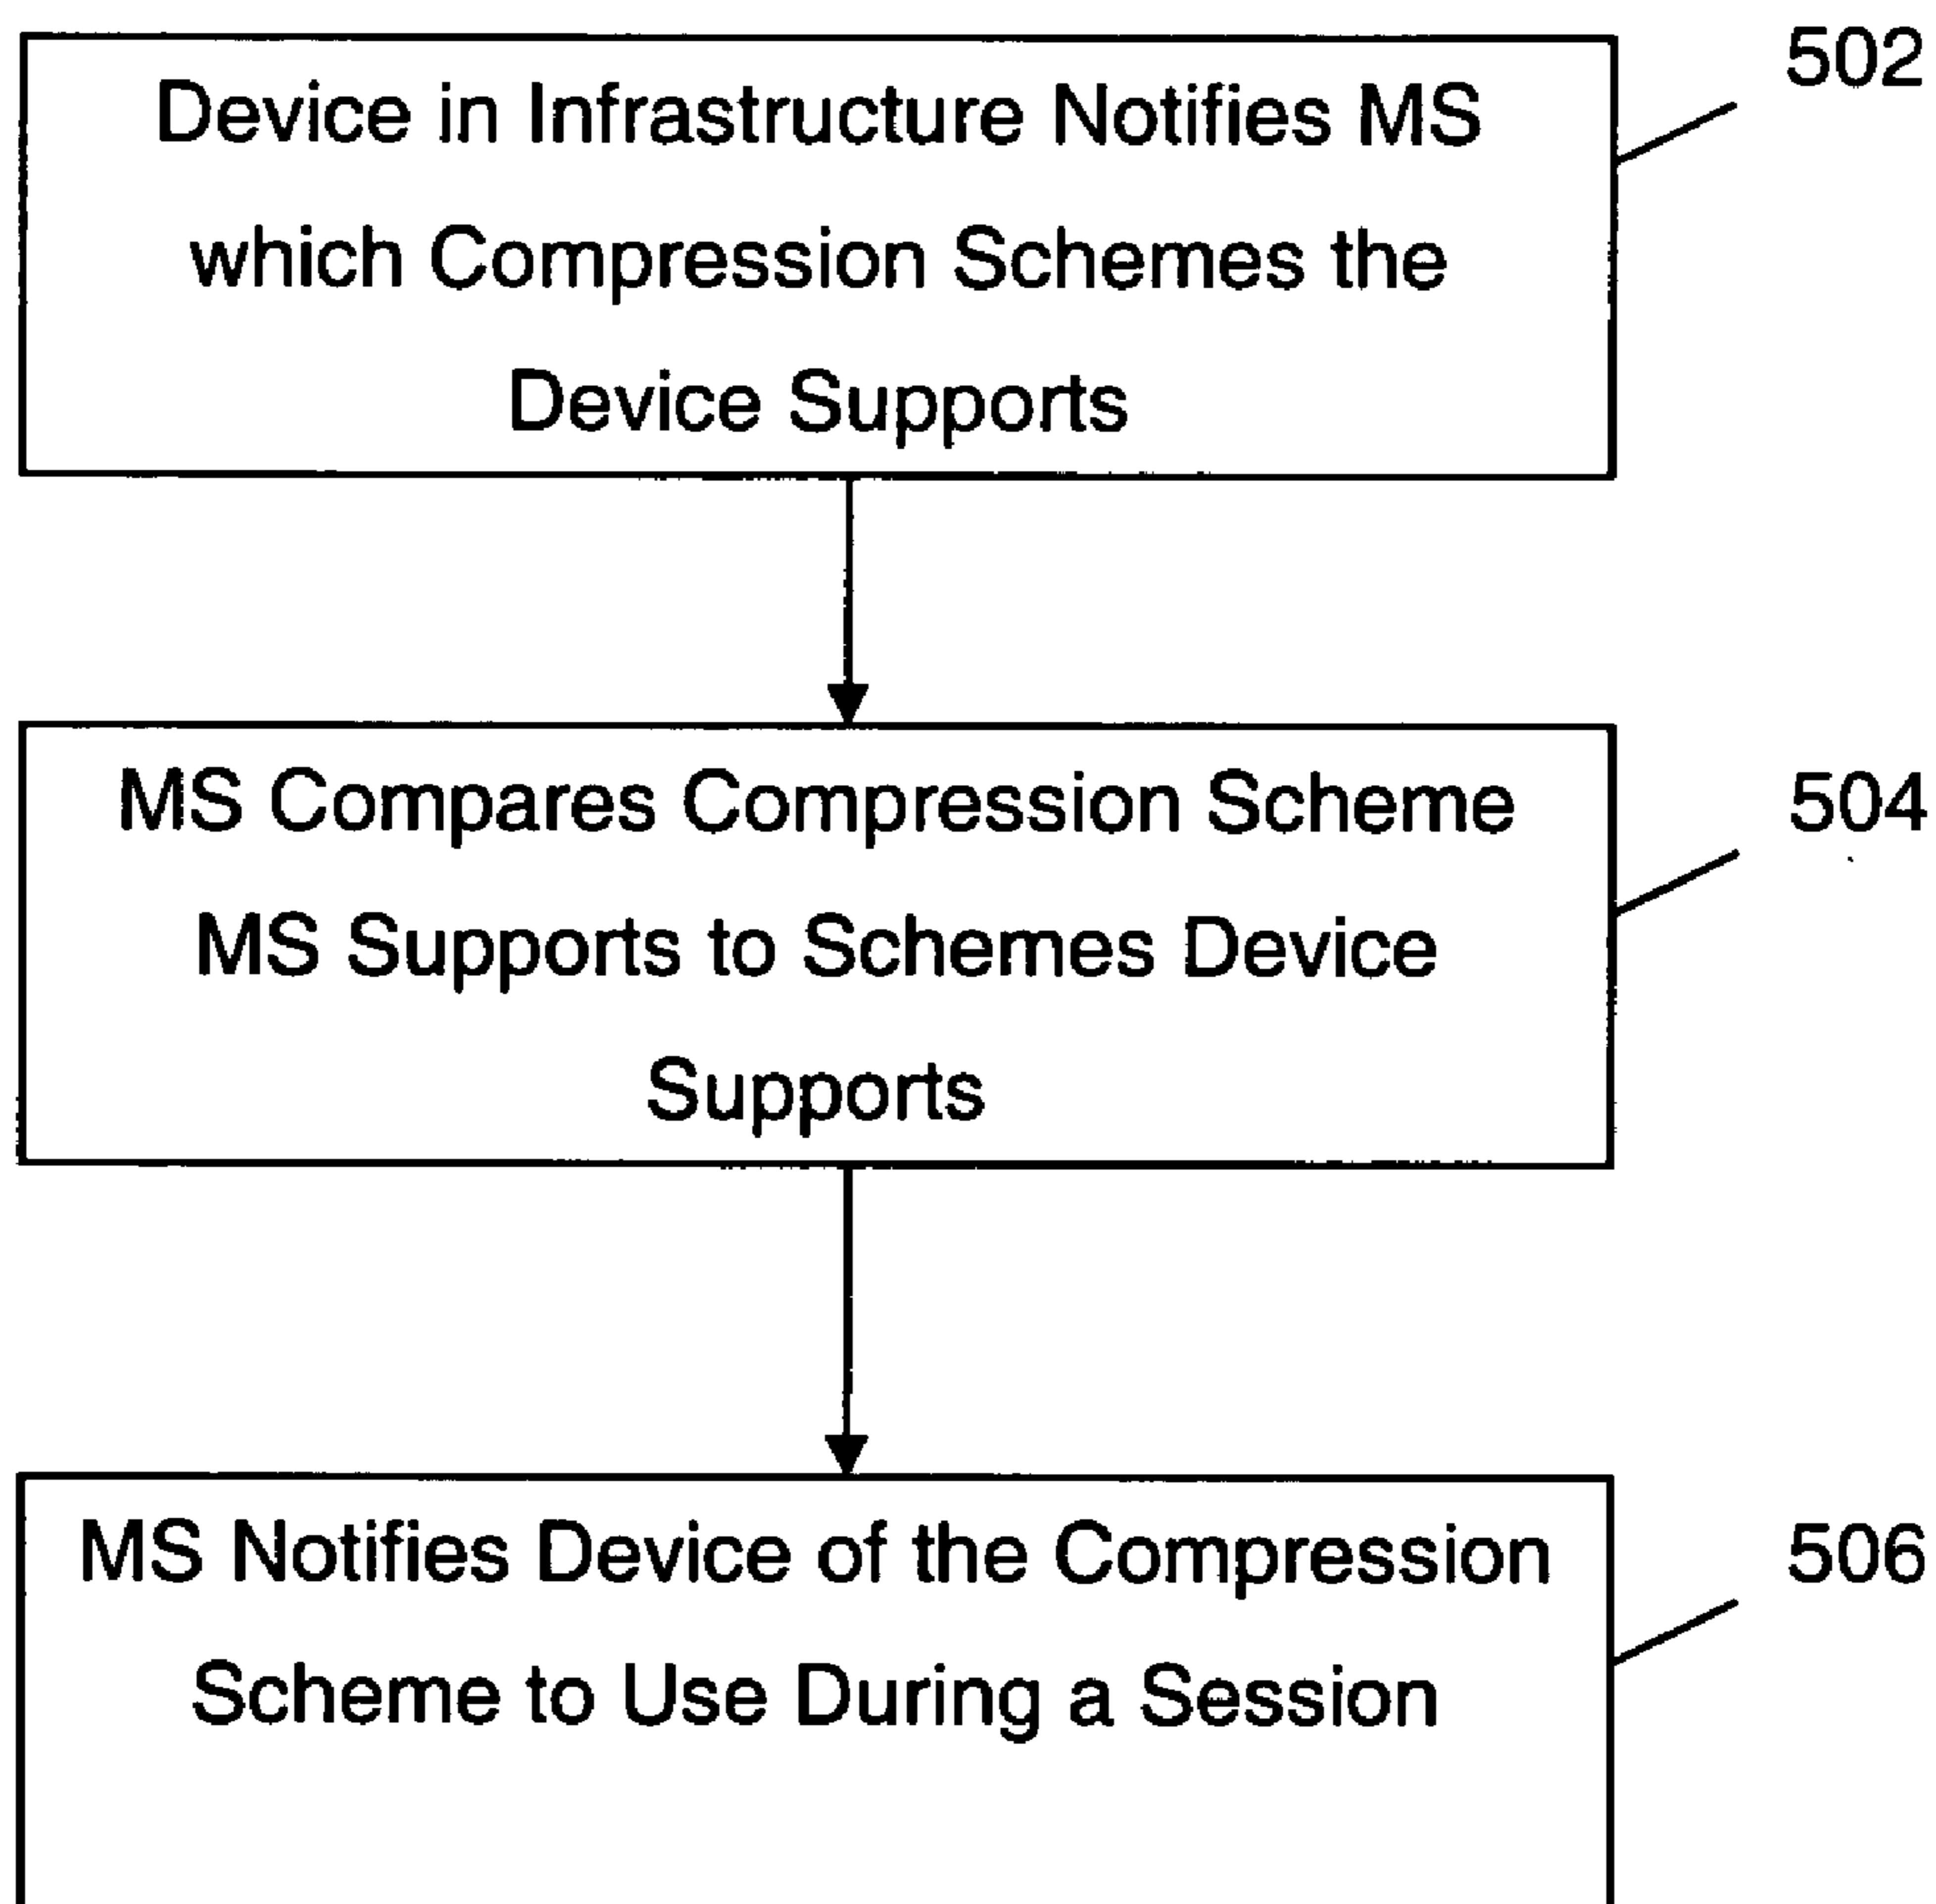 502
Device in Infrastructure Notifies MS
which Compression Schemes the
Device Supports
504
MS Compares Compression Scheme
MS Supports to Schemes Device
Supports
506
MS Notifies Device of the Compression
Scheme to Use During a Session